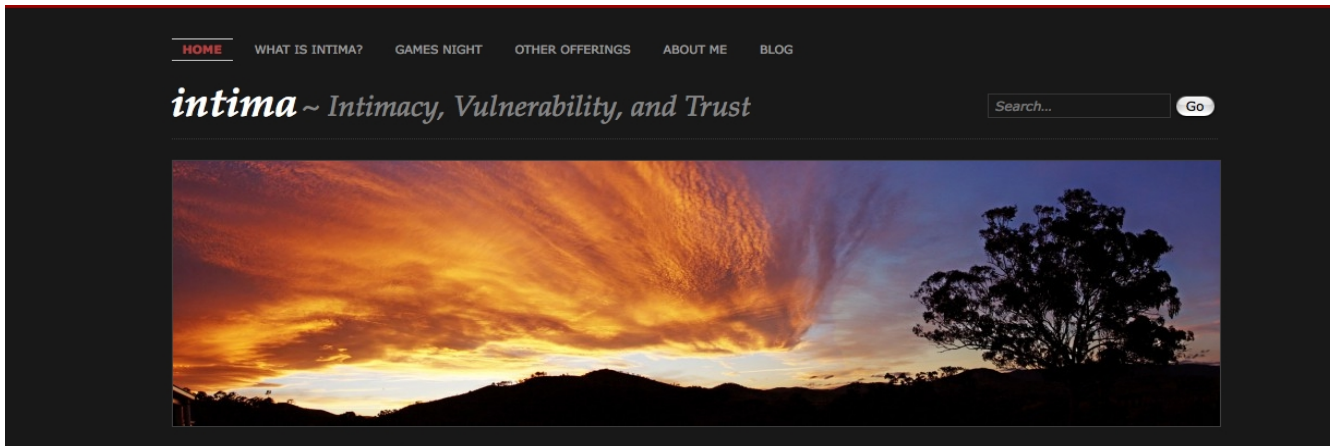 HOME WHAT IS INTIMA? GAMES NIGHT OTHER OFFERINGS ABOUT ME BLOG
intima ~ Intimacy, Vulnerability, and Trust Search... Go